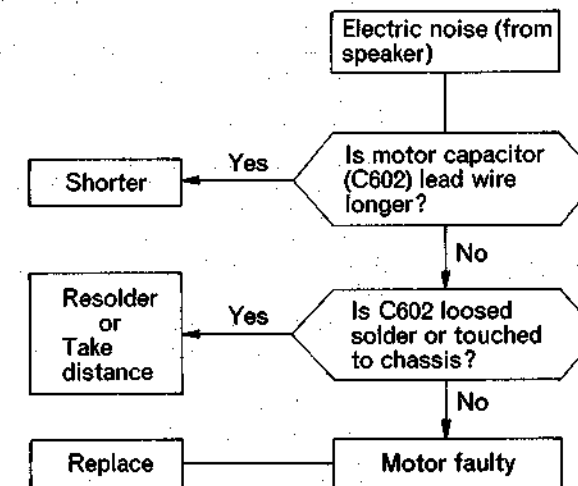 Electric noise (from
speaker)
Is motor capacitor
(C602) lead wire
longer?
Yes
Shorter
No
Is C602 loosed
solder or touched
to chassis?
Yes
Resolder
or
Take
distance
No
Motor faulty
Replace